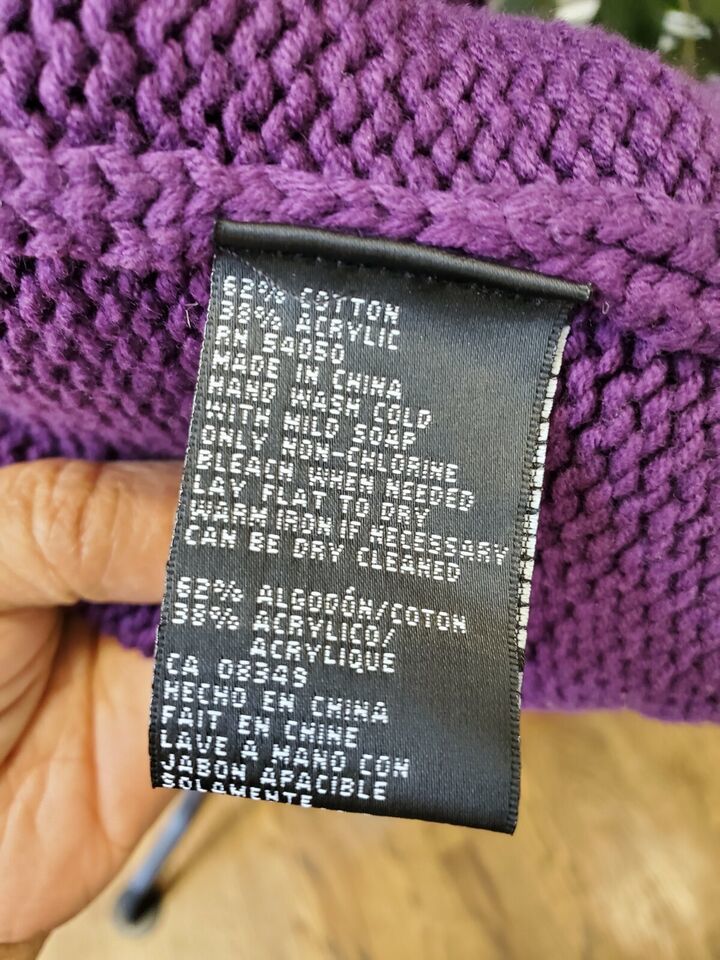 62% COTTON
38% ACRYLIC
RN 54050
MADE IN CHINA
HAND WASH COLD
WITH MILD SOAP
ONLY NON-CHLORINE
BLEACH WHEN NEEDED
LAY FLAT TO DRY
WARM IRON IF NECESSARY
CAN BE DRY CLEANED
62% ALGODÓN/COTON
38% ACRYLICO/
ACRYLIQUE
CA 08349
HECHO EN CHINA
FAIT EN CHINE
LAVE A MANO CON
JABON APACIBLE
SOLAMENTE